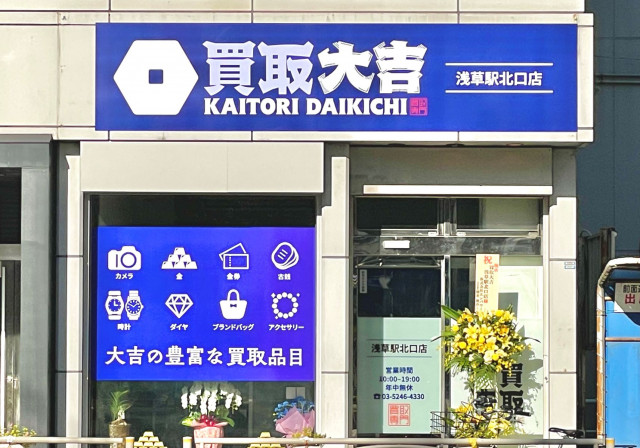 買取大吉
KAITORI DAIKICHI
浅草駅北口店
カメラ
金
金券
古銭
時計
ダイヤ
ブランドバッグ
アクセサリー
大吉の豊富な買取品目
祝
浅草駅北口店
営業時間
10:00~19:00
年中無休
☎03-5246-4330
買取